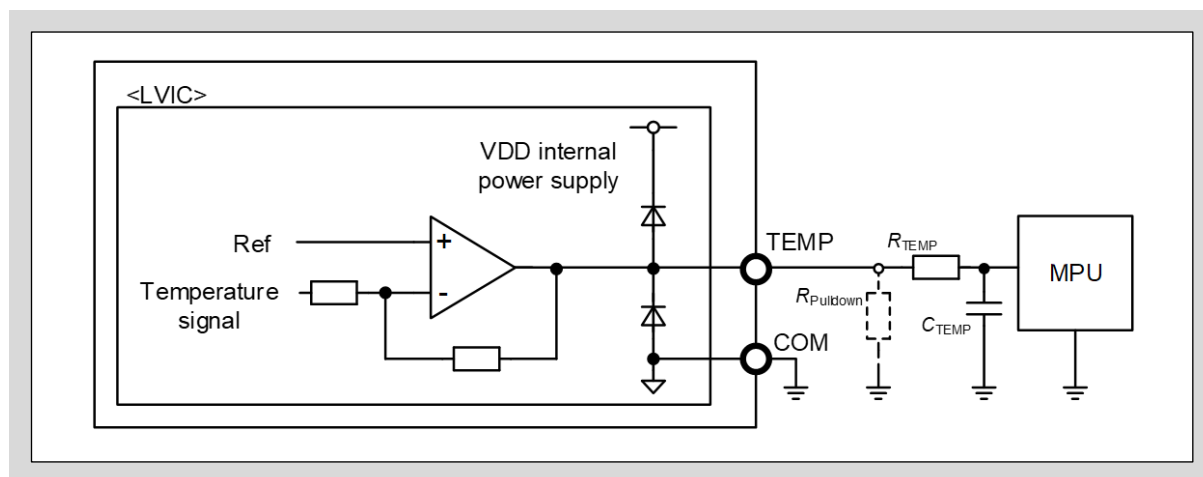 <LVIC>
VDD internal
power supply
Ref
+
Temperature
signal
-
TEMP
COM
RTEMP
RPulldown
CTEMP
MPU